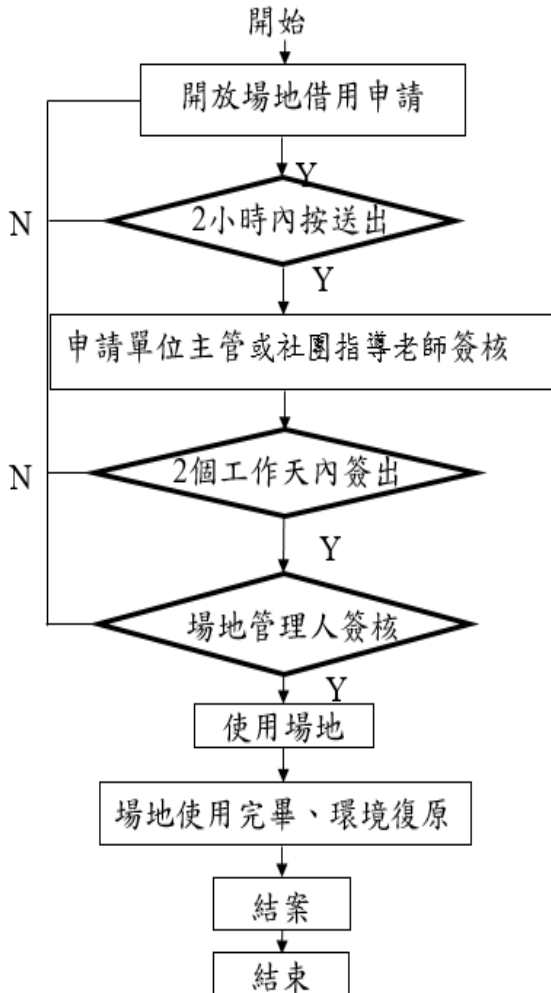 開始
開放場地借用申請
Y
N
2小時內按送出
Y
申請單位主管或社團指導老師簽核
N
2個工作天內簽出
Y
場地管理人簽核
Y
使用場地
場地使用完畢、環境復原
結案
結束